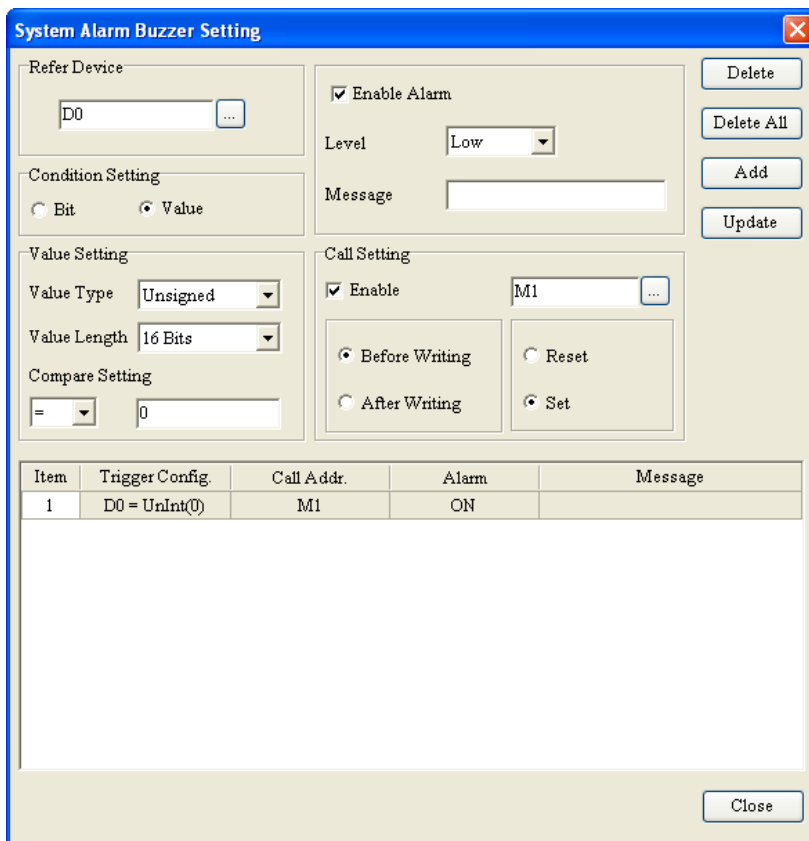 System Alarm Buzzer Setting
Refer Device
D0
...
Enable Alarm
Level
Low
Message
Delete
Delete All
Add
Update
Condition Setting
Bit
Value
Value Setting
Value Type
Unsigned
Value Length
16 Bits
Compare Setting
=
0
Call Setting
Enable
M1
...
Before Writing
After Writing
Reset
Set
Item Trigger Config. Call Addr. Alarm Message
1 D0 = UnInt(0) M1 ON
Close